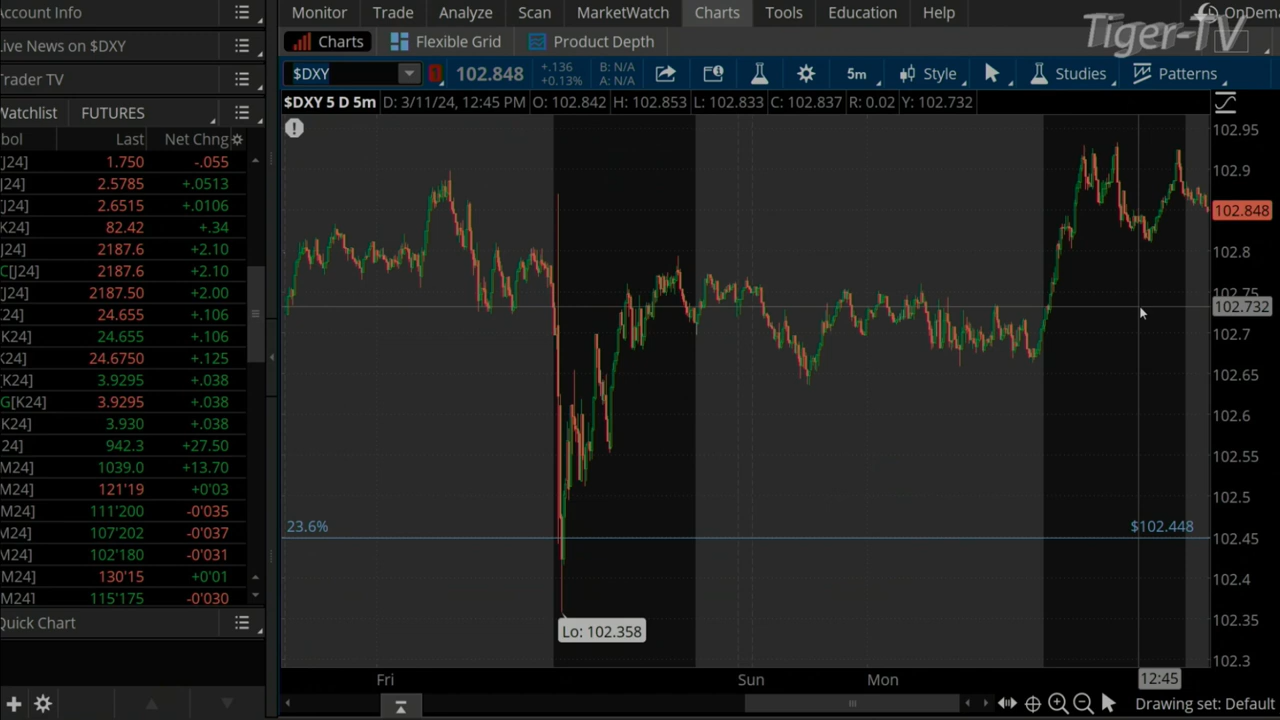 Account Info
Live News on $DXY
Trader TV
Watchlist FUTURES
bol Last Net Chng
[J24] 1.750 -.055
[J24] 2.5785 +.0513
[J24] 2.6515 +.0106
[K24] 82.42 +.34
[J24] 2187.6 +2.10
C[J24] 2187.6 +2.10
[J24] 2187.50 +2.00
K24] 24.655 +.106
K24] 24.655 +.106
[K24] 24.6750 +.125
[K24] 3.9295 +.038
G[K24] 3.9295 +.038
K24] 3.930 +.038
24] 942.3 +27.50
M24] 1039.0 +13.70
M24] 121'19 +0'03
M24] 111'200 -0'035
M24] 107'202 -0'037
M24] 102'180 -0'031
M24] 130'15 +0'01
M24] 115'175 -0'030
Quick Chart
Monitor Trade Analyze Scan MarketWatch Charts Tools Education Help OnDem
Tiger-TV
Charts Flexible Grid Product Depth
$DXY 1 102.848 +.136 +0.13% B: N/A A: N/A 5m Style Studies Patterns
$DXY 5 D 5m D: 3/11/24, 12:45 PM O: 102.842 H: 102.853 L: 102.833 C: 102.837 R: 0.02 Y: 102.732
102.95
102.9
102.848
102.8
102.75
102.732
102.7
102.65
102.6
102.55
102.5
23.6% $102.448
102.45
102.4
102.35
Lo: 102.358
102.3
Fri Sun Mon 12:45
Drawing set: Default